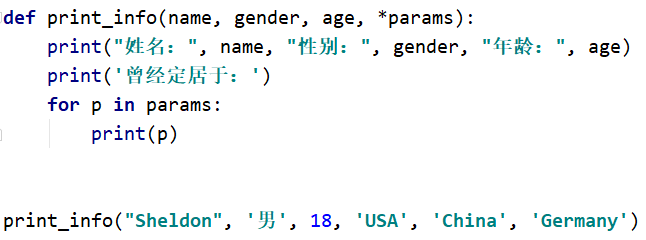 def print_info(name, gender, age, *params):
    print("姓名：", name, "性别：", gender, "年龄：", age)
    print('曾经定居于：')
    for p in params:
        print(p)
print_info("Sheldon", '男', 18, 'USA', 'China', 'Germany')